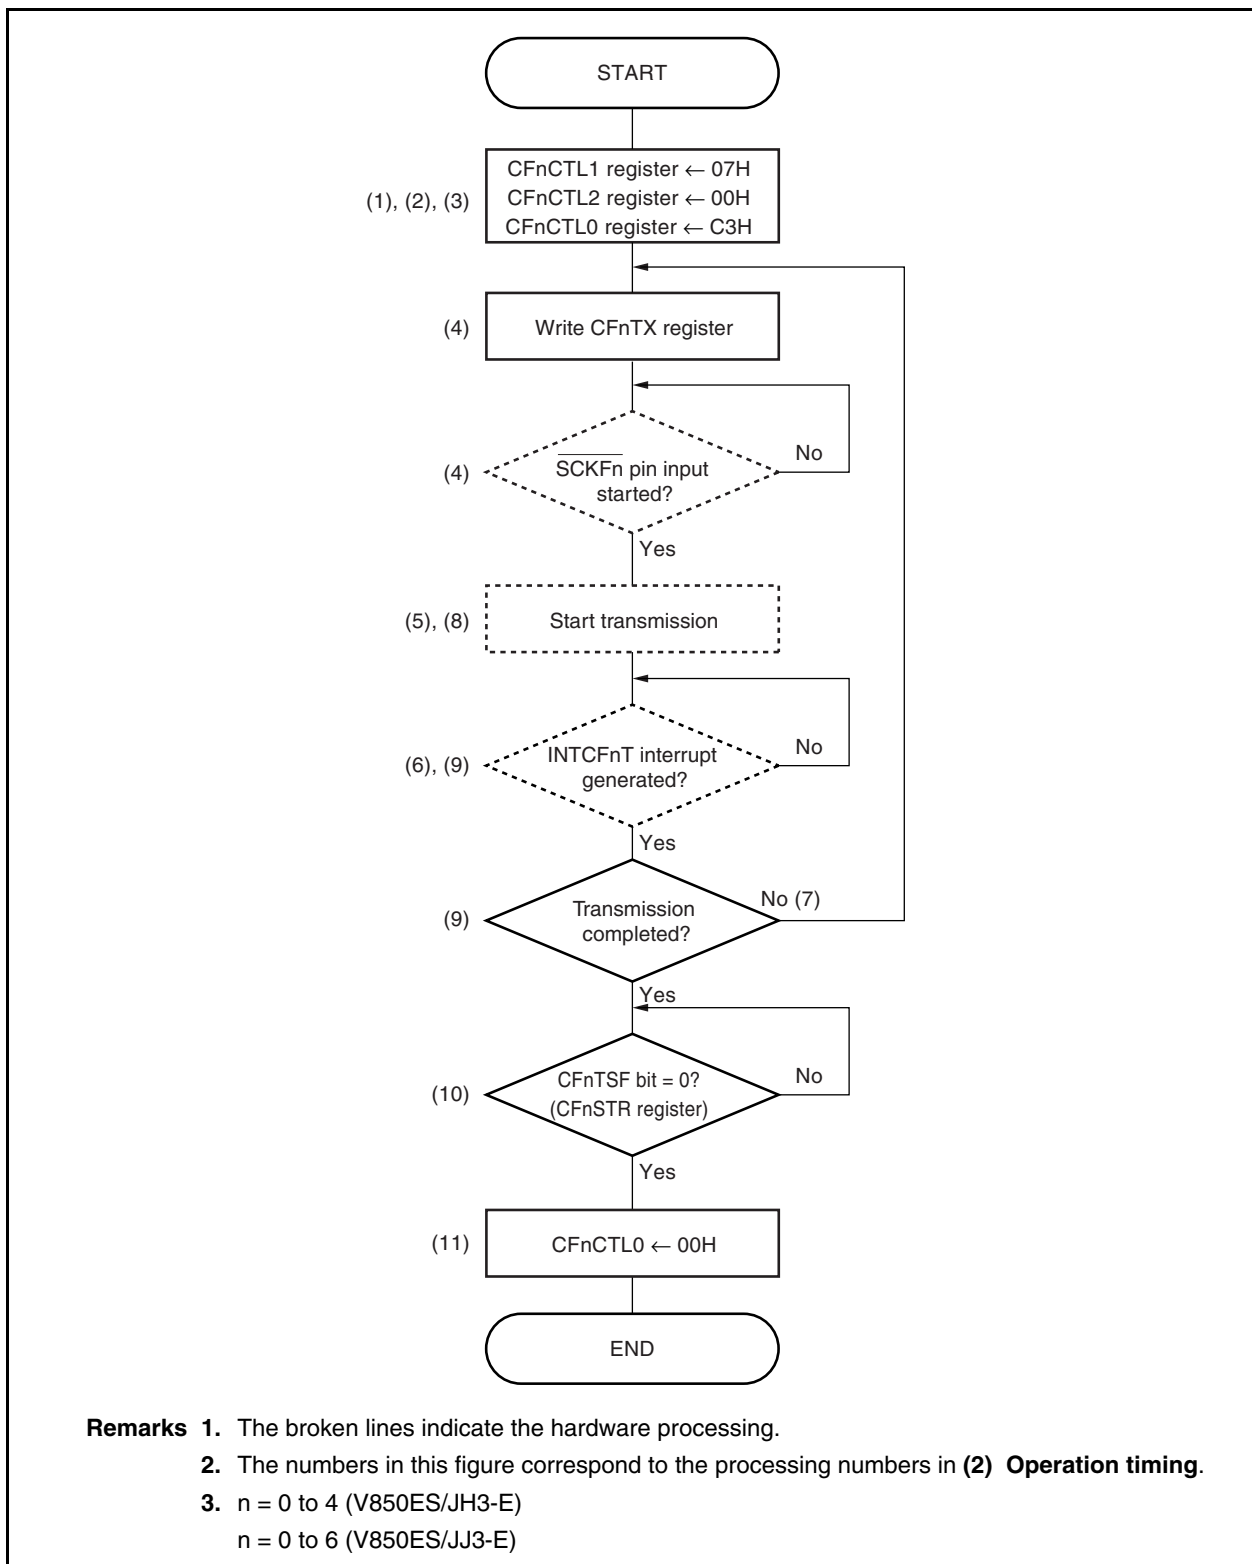 START
CFnCTL1 register ← 07H
CFnCTL2 register ← 00H
CFnCTL0 register ← C3H
(1), (2), (3)
(4)
Write CFnTX register
(4)
SCKFn pin input
started?
No
Yes
(5), (8)
Start transmission
(6), (9)
INTCFnT interrupt
generated?
No
Yes
(9)
Transmission
completed?
No (7)
Yes
(10)
CFnTSF bit = 0?
(CFnSTR register)
No
Yes
(11)
CFnCTL0 ← 00H
END
Remarks 1. The broken lines indicate the hardware processing.
2. The numbers in this figure correspond to the processing numbers in (2) Operation timing.
3. n = 0 to 4 (V850ES/JH3-E)
n = 0 to 6 (V850ES/JJ3-E)